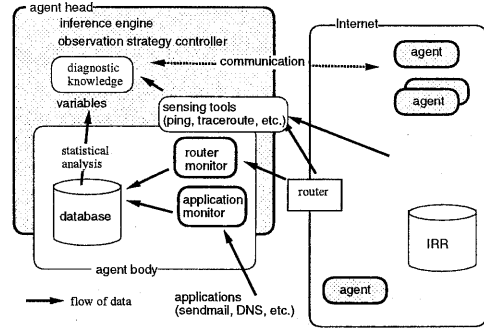 agent head
inference engine
observation strategy controller
diagnostic
knowledge
variables
communication
Internet
agent
agent
sensing tools
(ping, traceroute, etc.)
statistical
analysis
router
monitor
router
application
monitor
database
IRR
agent body
agent
flow of data
applications
(sendmail, DNS, etc.)